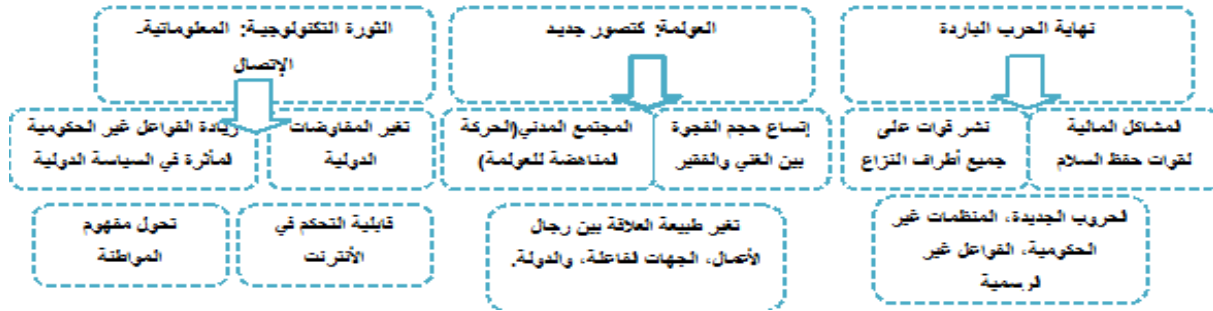 نهاية الحرب الباردة
العولمة: كتصور جديد
الثورة التكنولوجية: المعلوماتية۔
الإتصال
المشاكل المالية
لقوات حفظ السلام
نشر قوات على
جميع أطراف النزاع
إتساع حجم الفجوة
بين الغني والفقير
المجتمع المدني(الحركة
المناهضة للعولمة)
تغير المفاوضات
الدولية
زيادة الفواعل غير الحكومية
المأثرة في السياسة الدولية
الحروب الجديدة، المنظمات غير
الحكومية، الفواعل غير
الرسمية
تغير طبيعة العلاقة بين رجال
الأعمال، الجهات الفاعلة، والدولة.
قابلية التحكم في
الأنترنت
تحول مفهوم
المواطنة